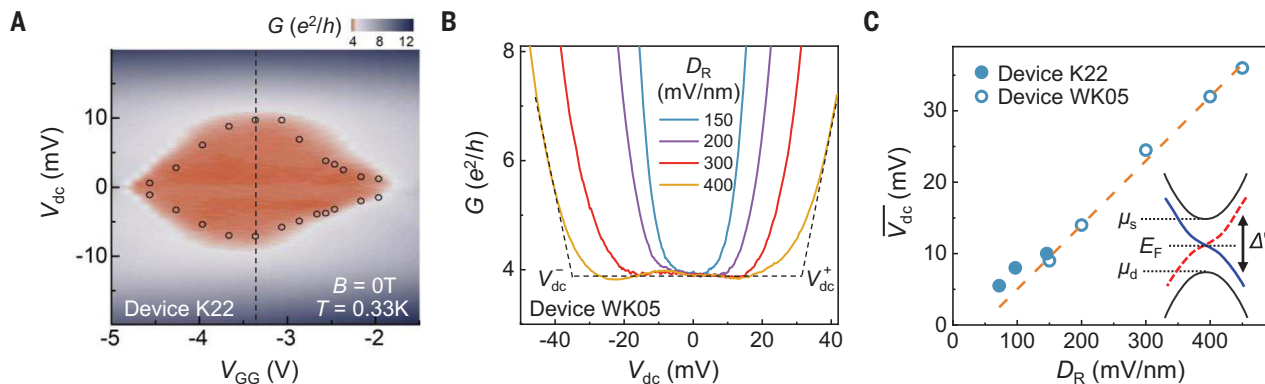 A
G (e²/h)
4 12
V_dc (mV)
10
0
-10
B = 0T
Device K22
T = 0.33K
-5 -4 -3 -2
V_GG (V)
B
G (e²/h)
8
6
4
D_R
(mV/nm)
150
200
300
400
V_dc⁻
V_dc⁺
Device WK05
-40 -20 0 20 40
V_dc (mV)
C
V̅_dc (mV)
30
20
10
0
Device K22
Device WK05
μ_s
E_F
μ_d
Δ'
0 100 200 300 400
D_R (mV/nm)